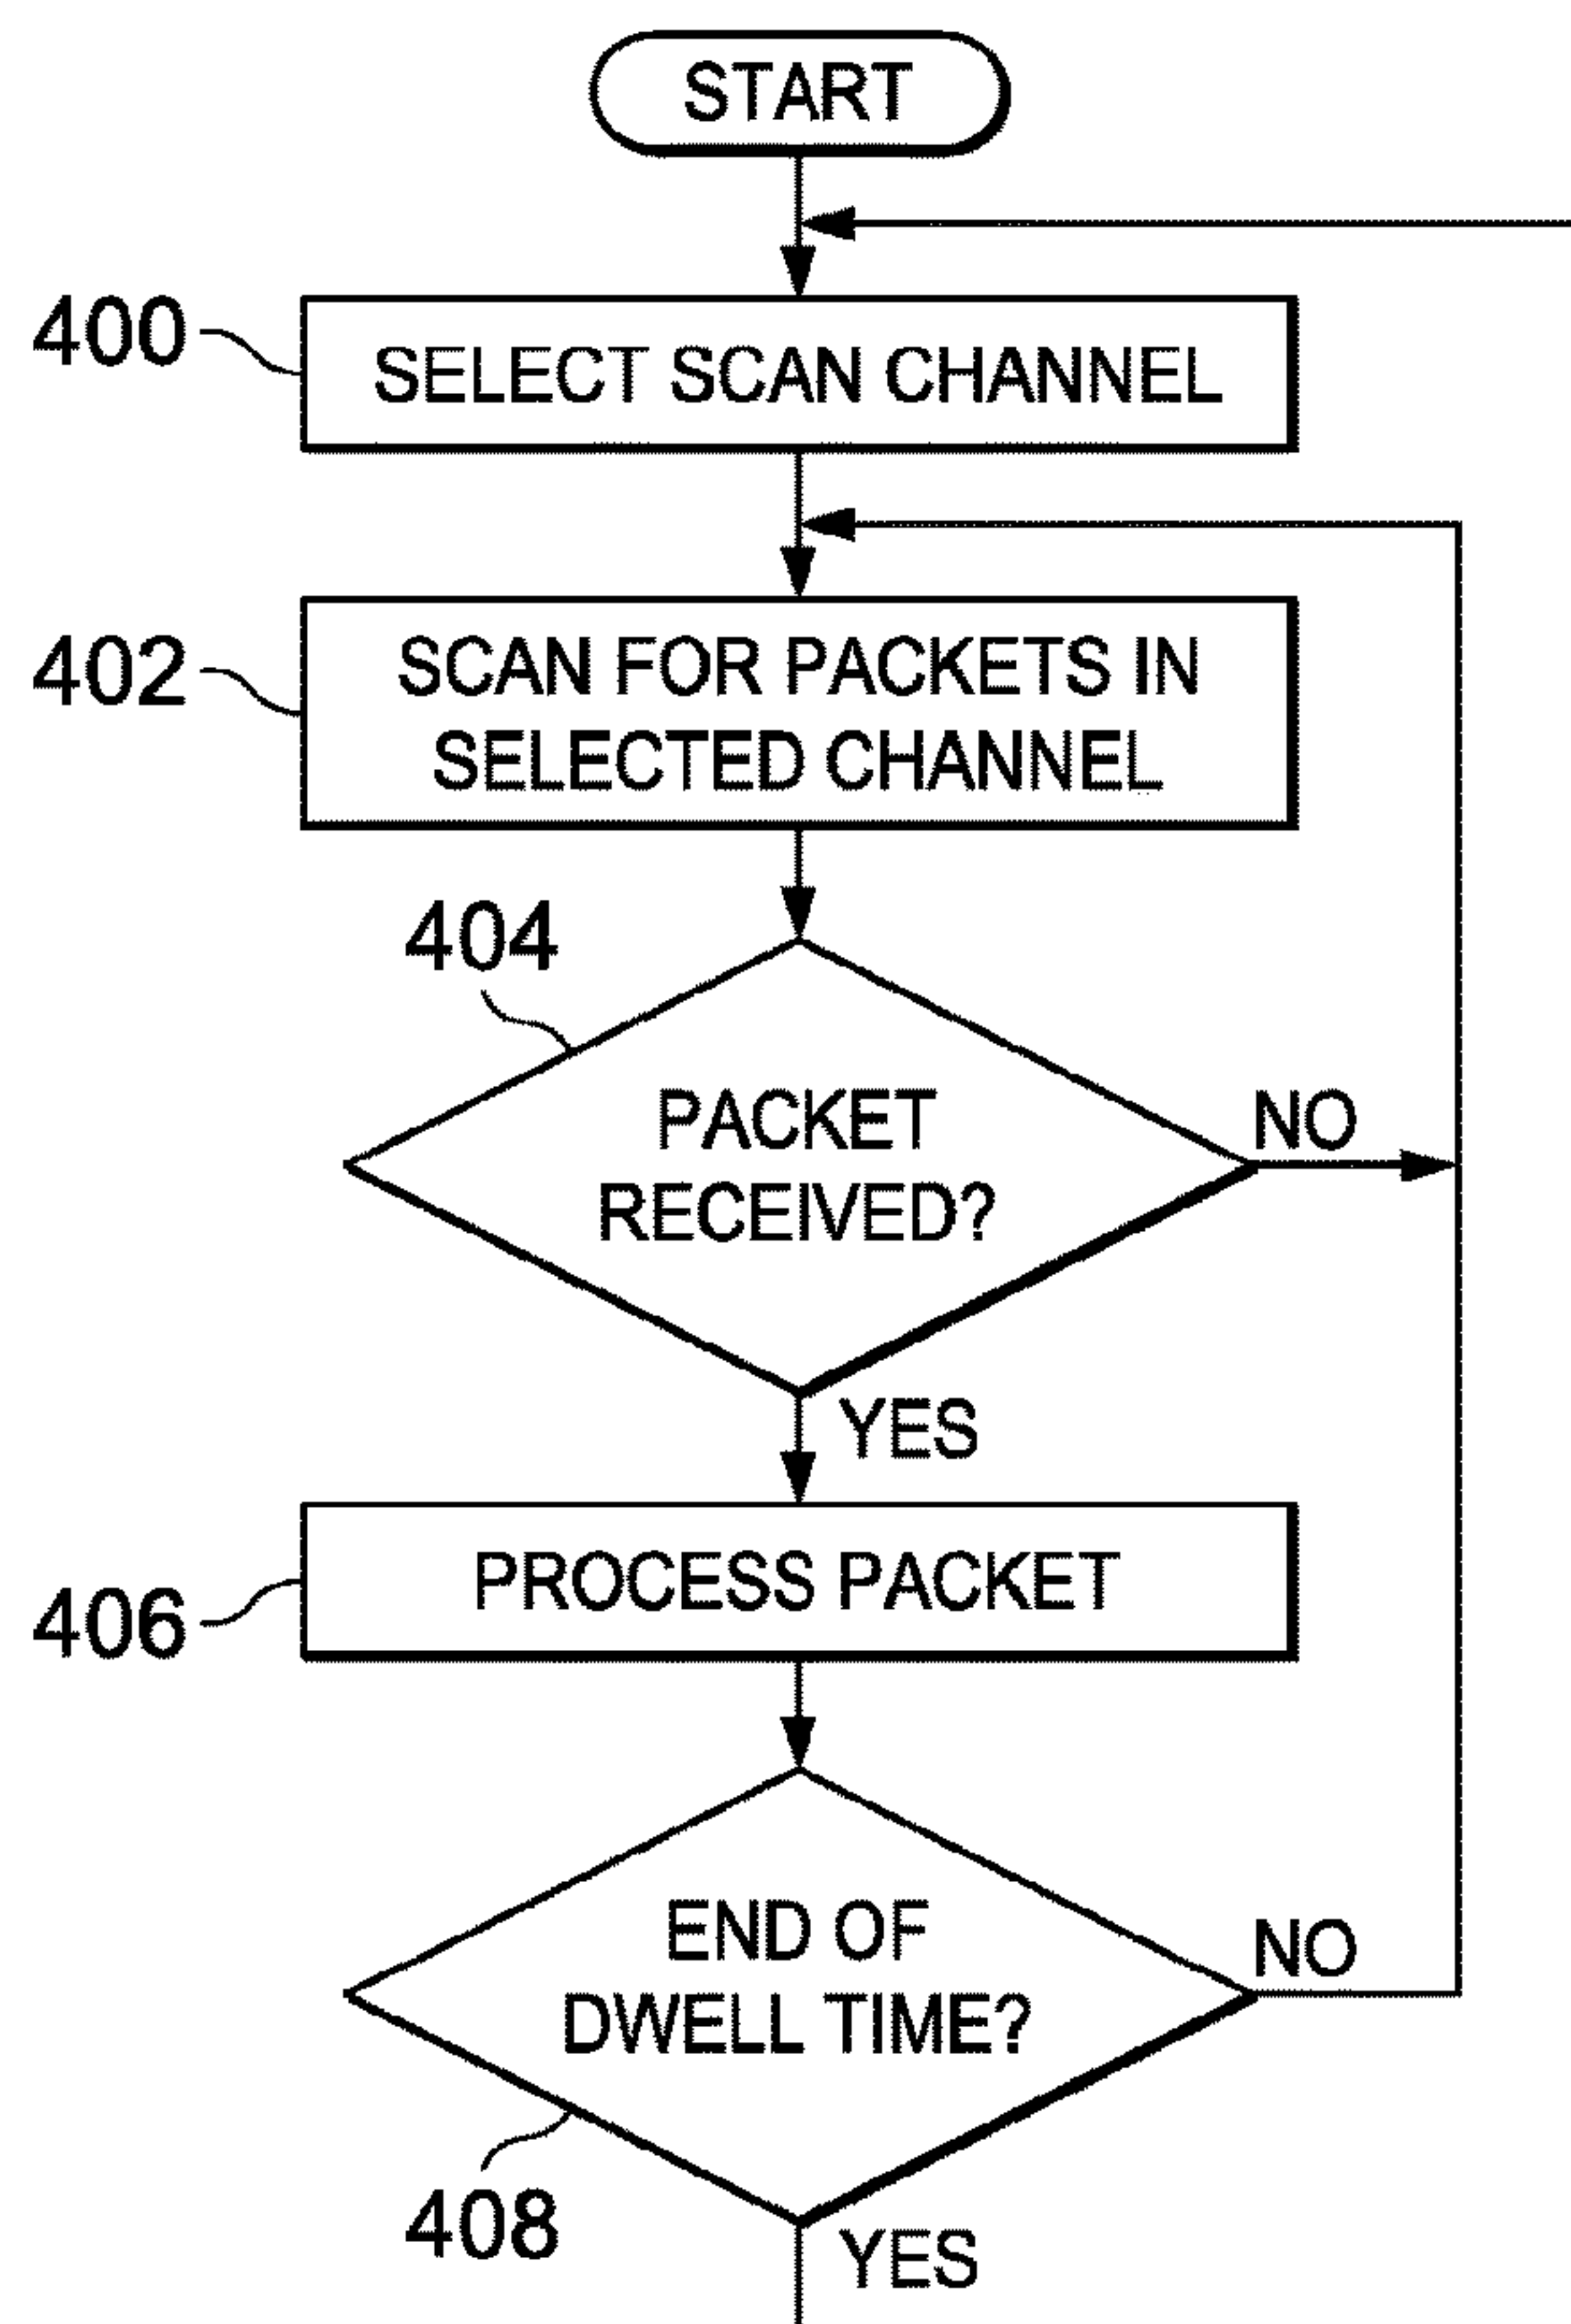 START
400
SELECT SCAN CHANNEL
402
SCAN FOR PACKETS IN
SELECTED CHANNEL
404
PACKET
RECEIVED?
NO
YES
406
PROCESS PACKET
END OF
DWELL TIME?
NO
408
YES